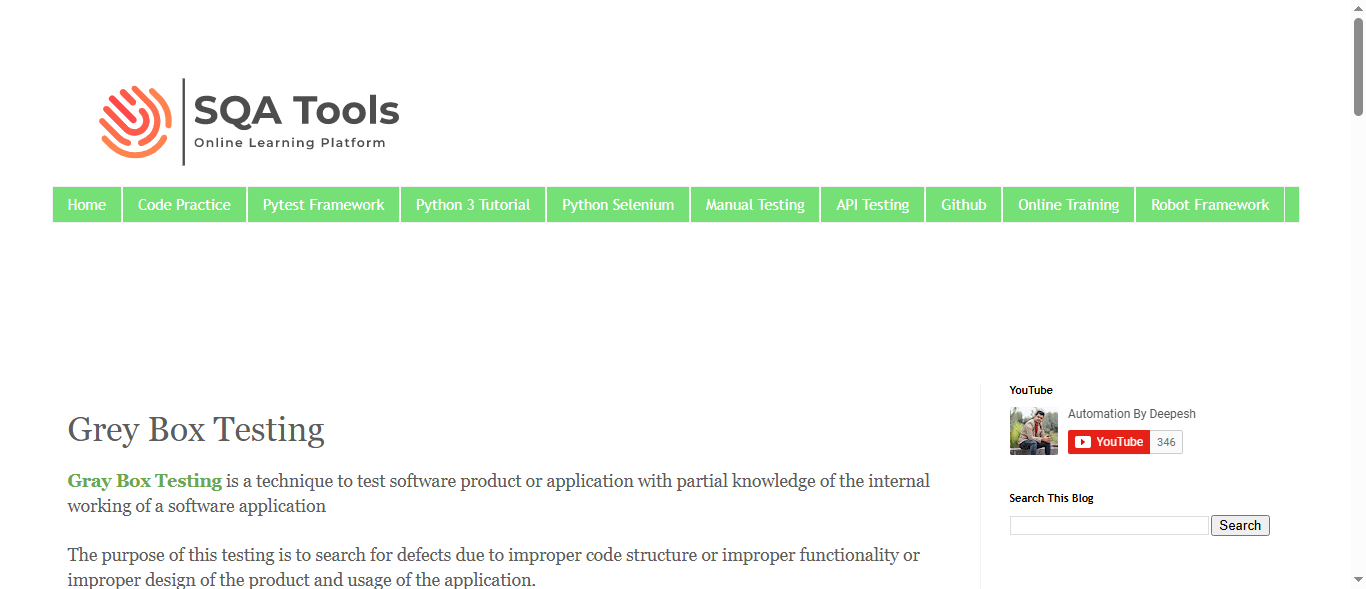 SQA Tools
Online Learning Platform
Home
Code Practice
Pytest Framework
Python 3 Tutorial
Python Selenium
Manual Testing
API Testing
Github
Online Training
Robot Framework
Grey Box Testing
Gray Box Testing is a technique to test software product or application with partial knowledge of the internal
working of a software application
The purpose of this testing is to search for defects due to improper code structure or improper functionality or
improper design of the product and usage of the application.
YouTube
Automation By Deepesh
YouTube 346
Search This Blog
Search